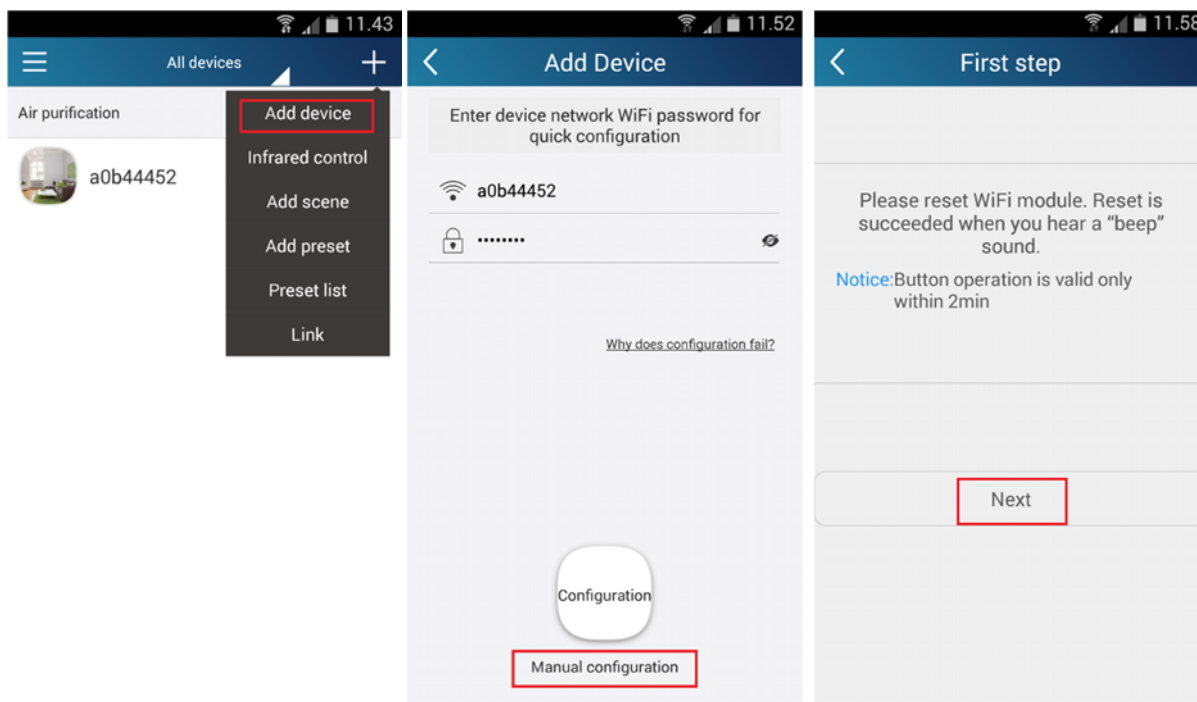 11.43
All devices
Air purification
a0b44452
Add device
Infrared control
Add scene
Add preset
Preset list
Link
11.52
Add Device
Enter device network WiFi password for
quick configuration
a0b44452
••••••••
Why does configuration fail?
Configuration
Manual configuration
11.58
First step
Please reset WiFi module. Reset is
succeeded when you hear a “beep”
sound.
Notice:Button operation is valid only
within 2min
Next